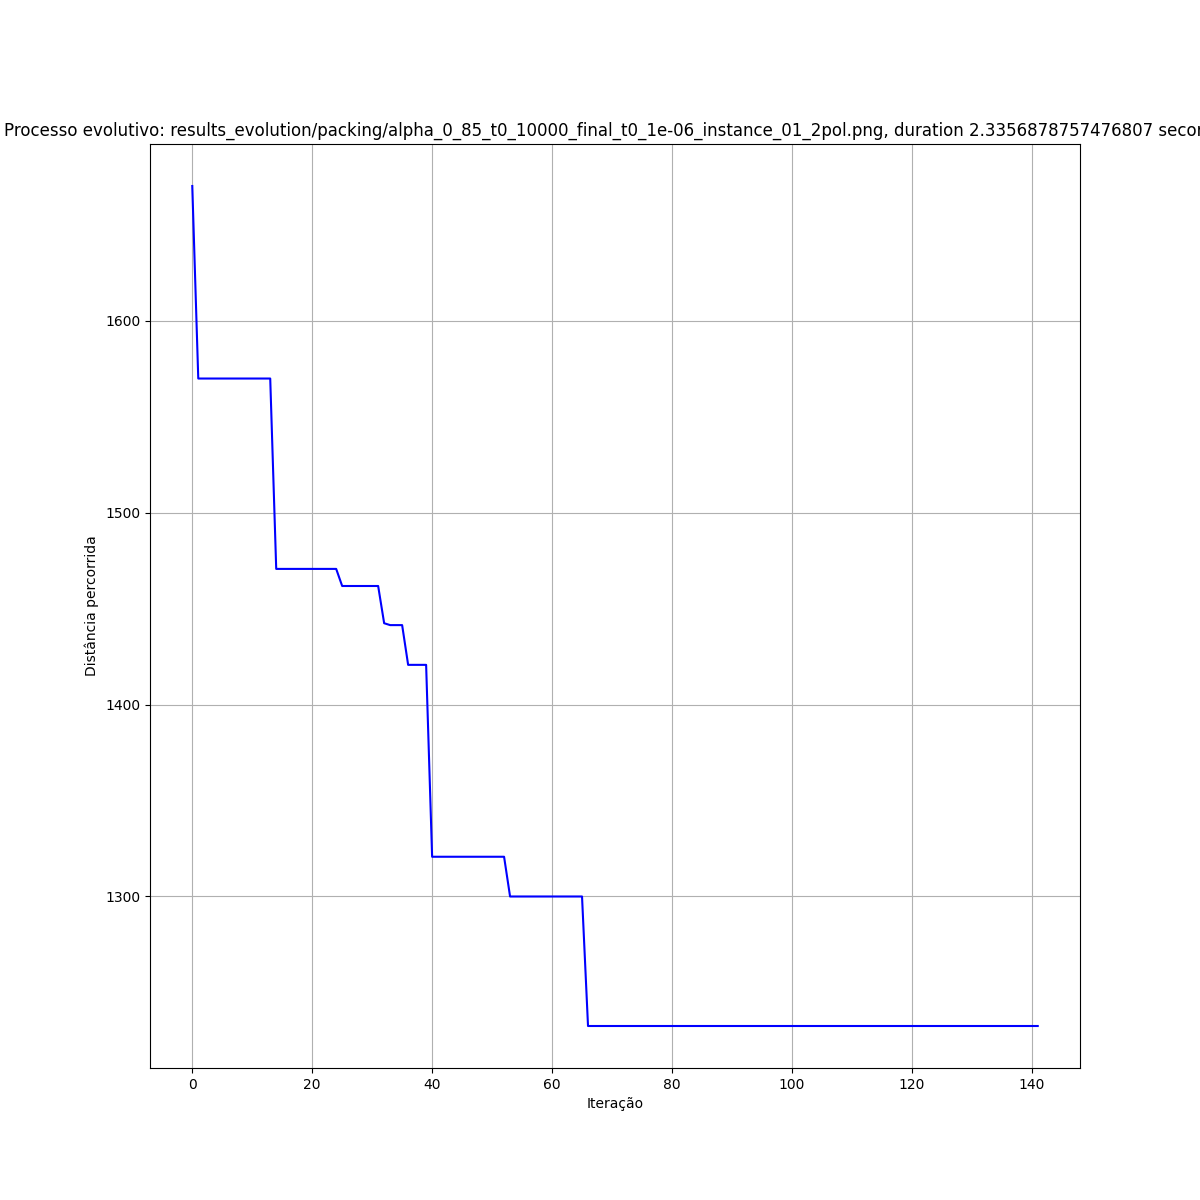 Processo evolutivo: results_evolution/packing/alpha_0_85_t0_10000_final_t0_1e-06_instance_01_2pol.png, duration 2.3356878757476807
1600
1500
1400
1300
Distância percorrida
0 20 40 60 80 100 120 140
Iteração